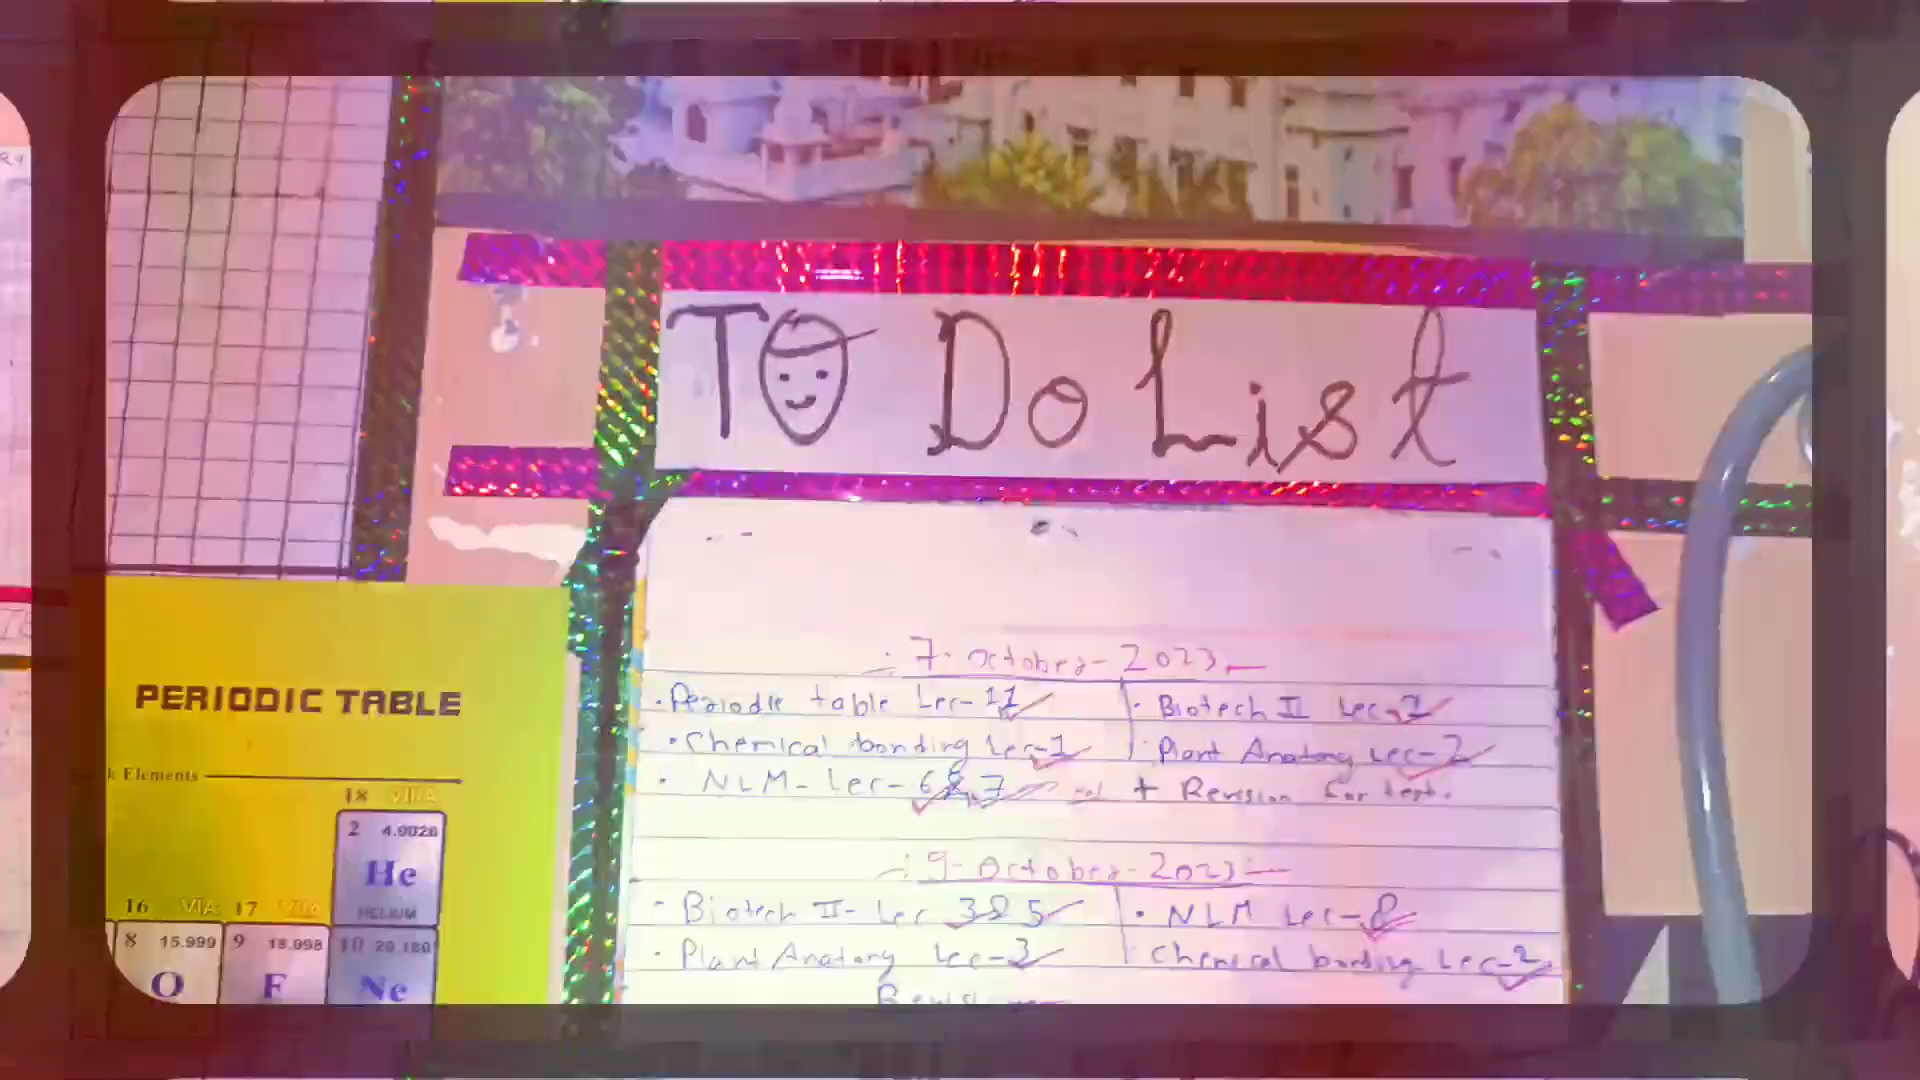 TO Do List
7-October-2023
• Periodic table Lec-11 • Biotech II Lec-2
• Chemical bonding Lec-1 • Plant Anatomy Lec-2
• NLM-Lec-6&7 + Revision for test.
9-October-2023
• Biotech II-Lec 3&5 • NLM Lec-8
• Plant Anatomy Lec-3 • Chemical bonding Lec-2
PERIODIC TABLE
Elements
18 VIIIA
2 4.0026
He
HELIUM
16 VIA 17 VIIA
8 15.999 9 18.998 10 20.180
O F Ne